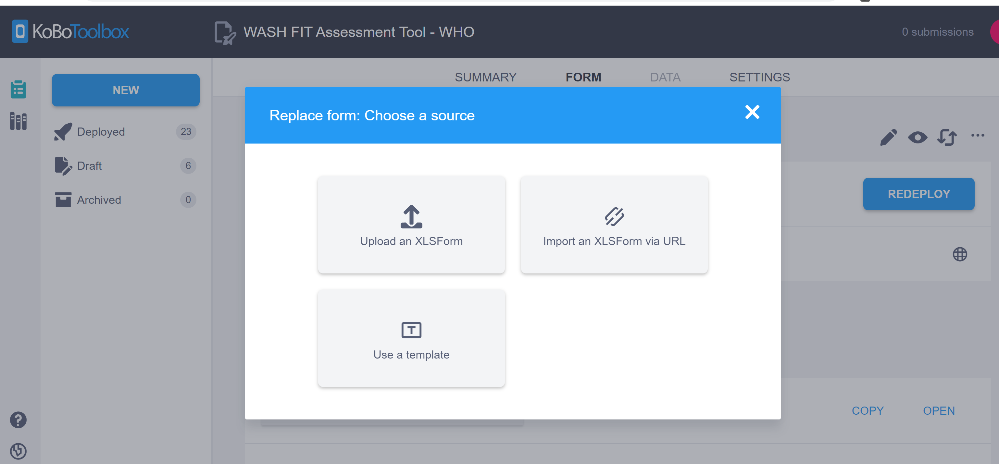 KoBoToolbox
WASH FIT Assessment Tool - WHO
0 submissions
SUMMARY
FORM
DATA
SETTINGS
NEW
Deployed
23
Draft
6
Archived
0
Replace form: Choose a source
Upload an XLSForm
Import an XLSForm via URL
Use a template
REDEPLOY
COPY
OPEN